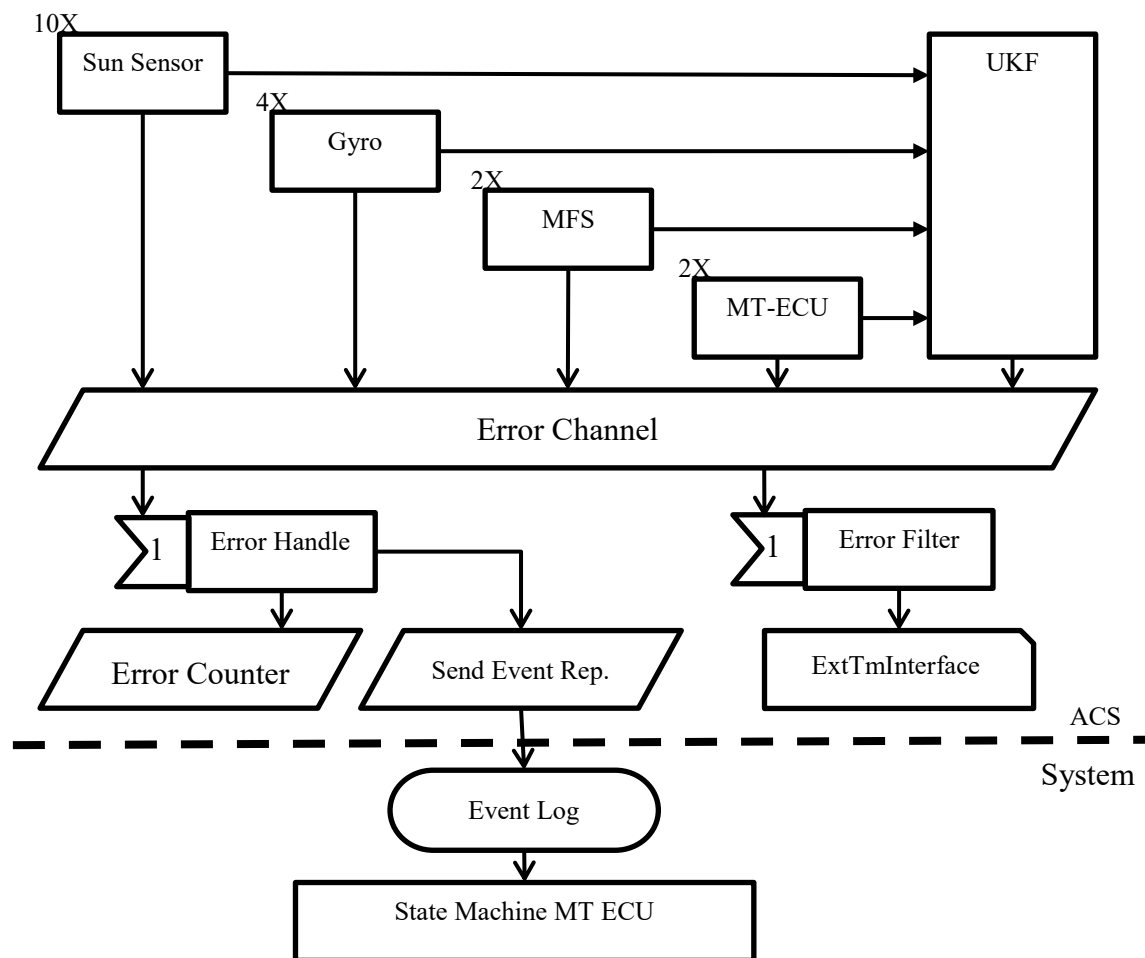 10X
Sun Sensor
UKF
4X
Gyro
2X
MFS
2X
MT-ECU
Error Channel
1
Error Handle
1
Error Filter
Error Counter
Send Event Rep.
ExtTmInterface
ACS
System
Event Log
State Machine MT ECU